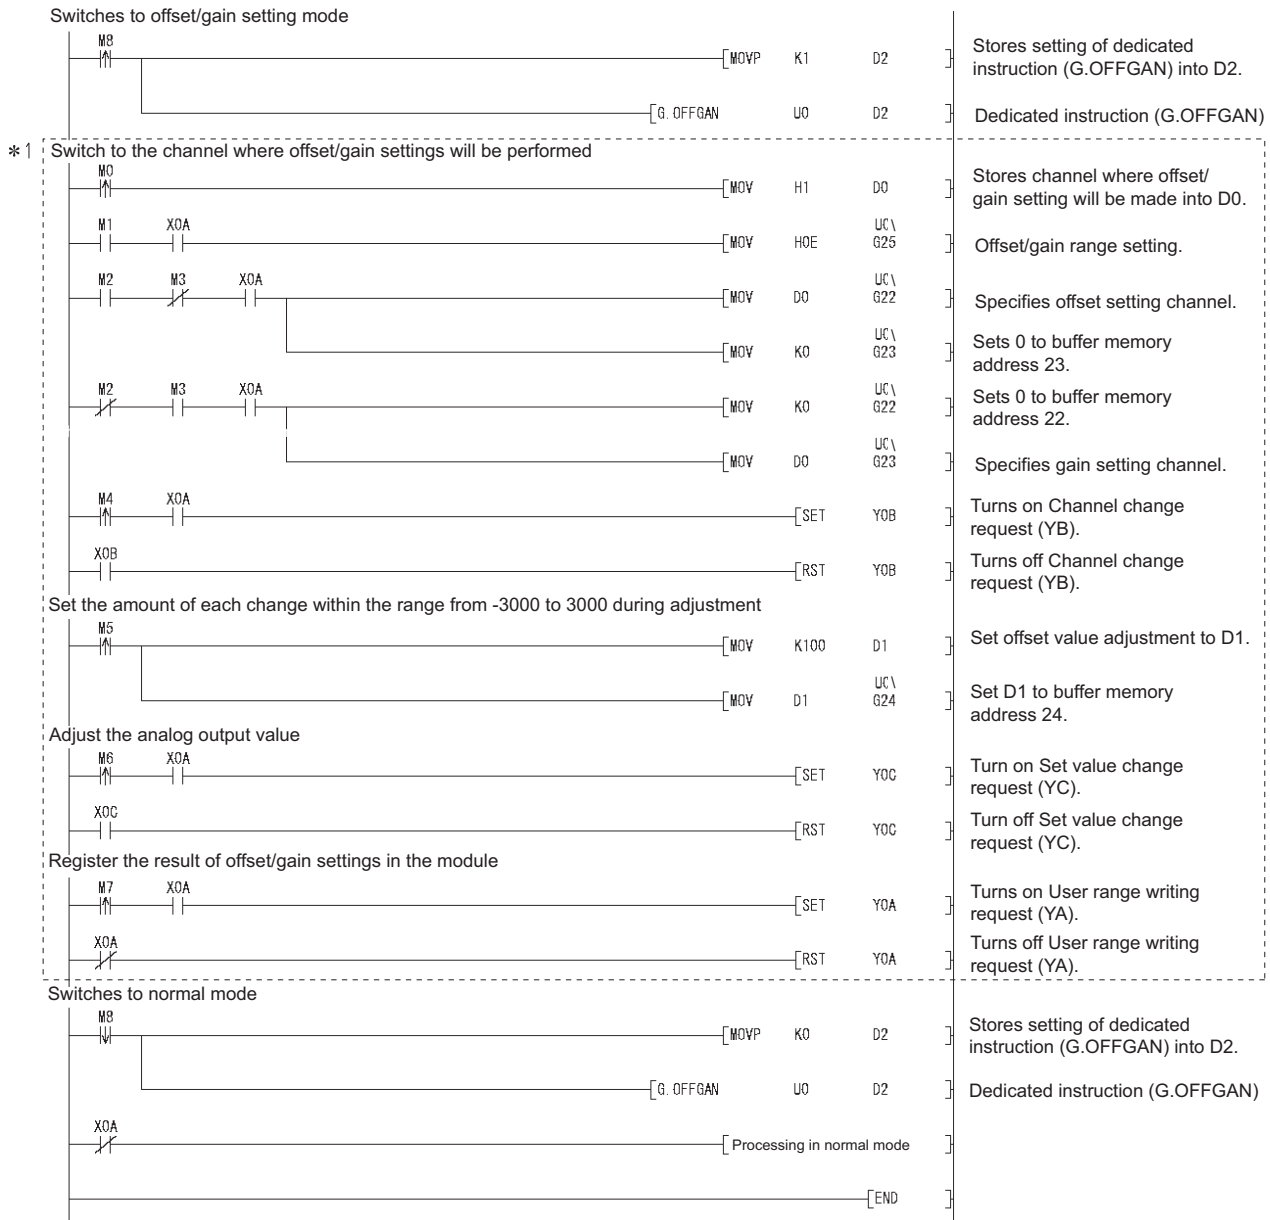 Switches to offset/gain setting mode
M8
MOVP K1 D2
Stores setting of dedicated
instruction (G.OFFGAN) into D2.
G.OFFGAN U0 D2
Dedicated instruction (G.OFFGAN)
*1 Switch to the channel where offset/gain settings will be performed
M0
MOV H1 D0
Stores channel where offset/
gain setting will be made into D0.
M1 X0A
MOV H0E U0\
G25
Offset/gain range setting.
M2 M3 X0A
MOV D0 U0\
G22
Specifies offset setting channel.
MOV K0 U0\
G23
Sets 0 to buffer memory
address 23.
M2 M3 X0A
MOV K0 U0\
G22
Sets 0 to buffer memory
address 22.
MOV D0 U0\
G23
Specifies gain setting channel.
M4 X0A
SET Y0B
Turns on Channel change
request (YB).
X0B
RST Y0B
Turns off Channel change
request (YB).
Set the amount of each change within the range from -3000 to 3000 during adjustment
M5
MOV K100 D1
Set offset value adjustment to D1.
MOV D1 U0\
G24
Set D1 to buffer memory
address 24.
Adjust the analog output value
M6 X0A
SET Y0C
Turn on Set value change
request (YC).
X0C
RST Y0C
Turn off Set value change
request (YC).
Register the result of offset/gain settings in the module
M7 X0A
SET Y0A
Turns on User range writing
request (YA).
X0A
RST Y0A
Turns off User range writing
request (YA).
Switches to normal mode
M8
MOVP K0 D2
Stores setting of dedicated
instruction (G.OFFGAN) into D2.
G.OFFGAN U0 D2
Dedicated instruction (G.OFFGAN)
X0A
Processing in normal mode
END